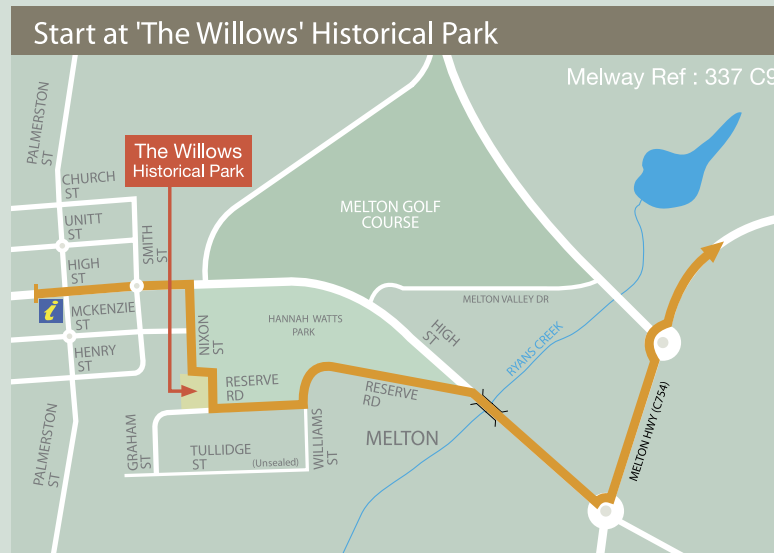 Start at 'The Willows' Historical Park
Melway Ref : 337 C9
PALMERSTON
ST
The Willows
Historical Park
CHURCH
ST
UNITT
ST
SMITH
ST
HIGH
ST
i
MCKENZIE
ST
HENRY
ST
NIXON
ST
MELTON GOLF
COURSE
MELTON VALLEY DR
HANNAH WATTS
PARK
HIGH
ST
RYANS CREEK
RESERVE
RD
RESERVE
RD
MELTON HWY (C754)
PALMERSTON
ST
GRAHAM
ST
TULLIDGE
ST
(Unsealed)
WILLIAMS
ST
MELTON